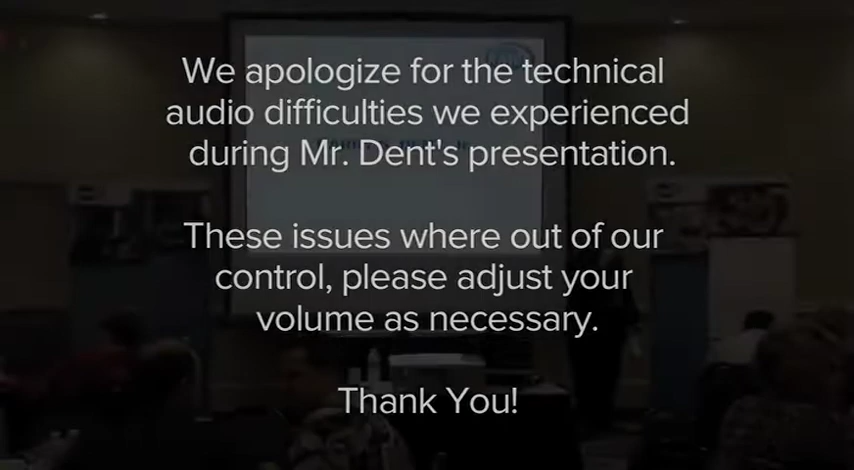 We apologize for the technical
audio difficulties we experienced
during Mr. Dent's presentation.
These issues where out of our
control, please adjust your
volume as necessary.
Thank You!